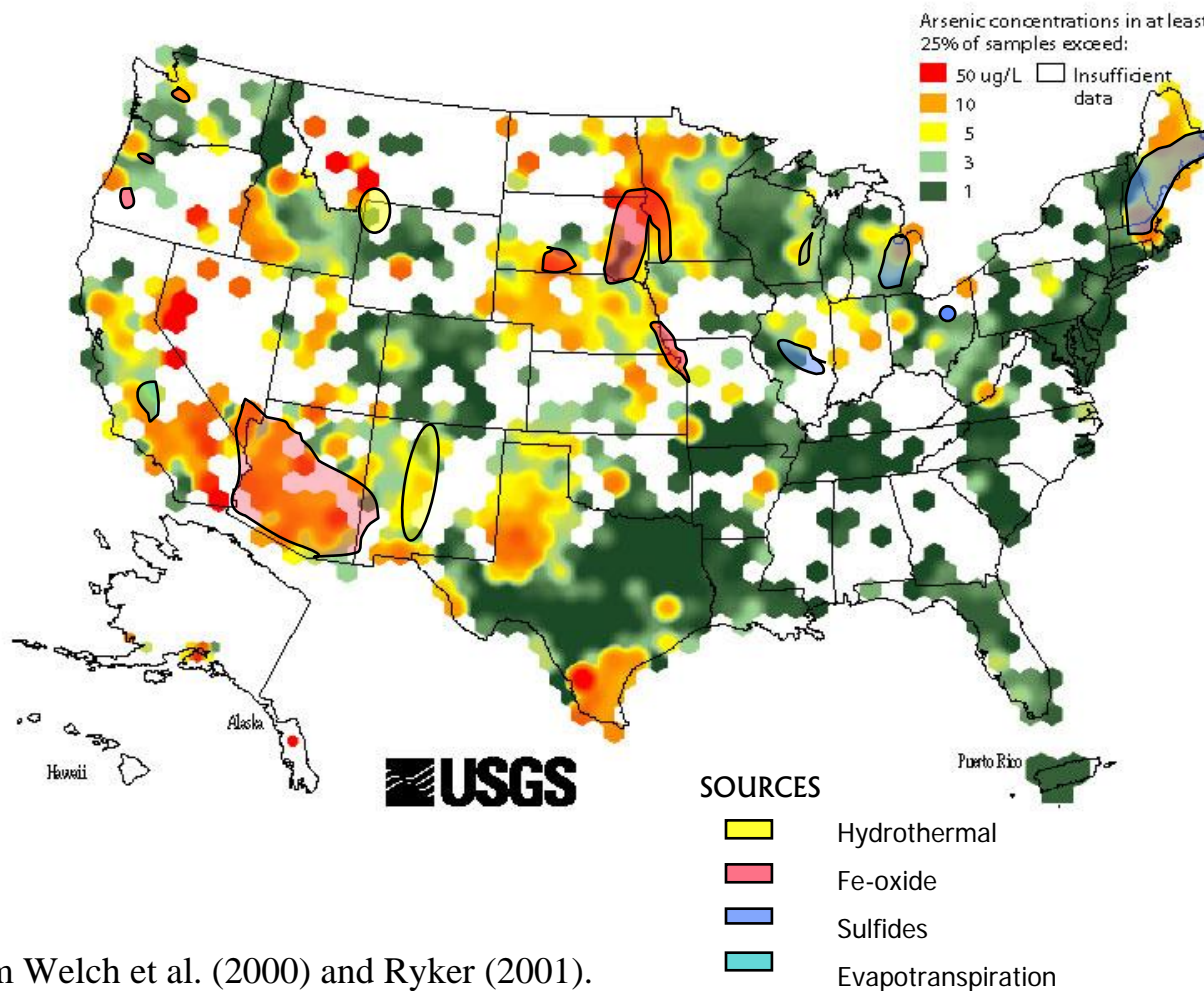 Arsenic concentrations in at least
25% of samples exceed:
50 ug/L Insufficient
data
10
5
3
1
Alaska
Hawaii
USGS
Puerto Rico
SOURCES
Hydrothermal
Fe-oxide
Sulfides
Evapotranspiration
Welch et al. (2000) and Ryker (2001).